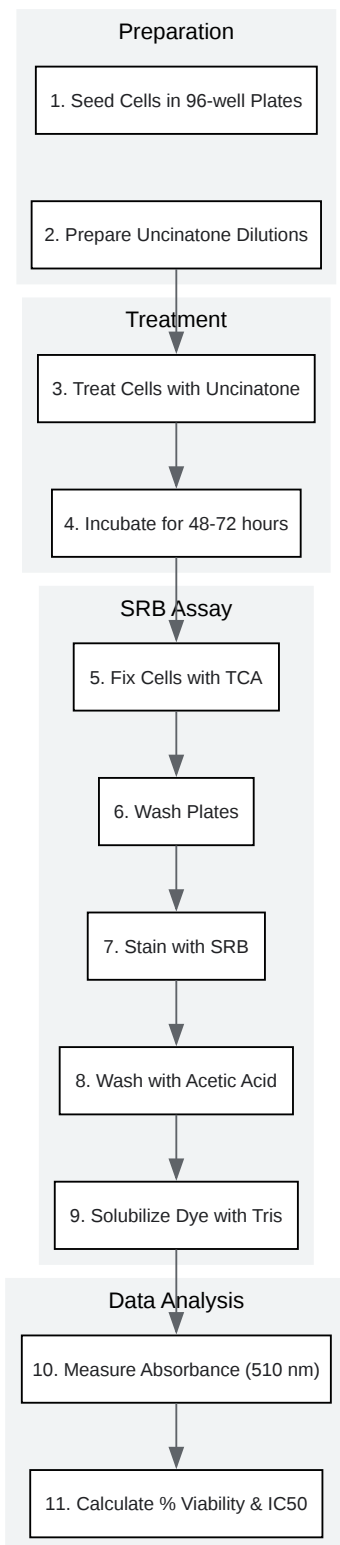 Preparation
1. Seed Cells in 96-well Plates
2. Prepare Uncinatone Dilutions
Treatment
3. Treat Cells with Uncinatone
4. Incubate for 48-72 hours
SRB Assay
5. Fix Cells with TCA
6. Wash Plates
7. Stain with SRB
8. Wash with Acetic Acid
9. Solubilize Dye with Tris
Data Analysis
10. Measure Absorbance (510 nm)
11. Calculate % Viability & IC50